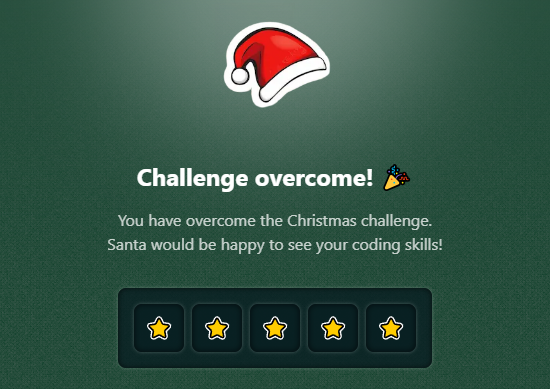 Challenge overcome! 🎉
You have overcome the Christmas challenge.
Santa would be happy to see your coding skills!